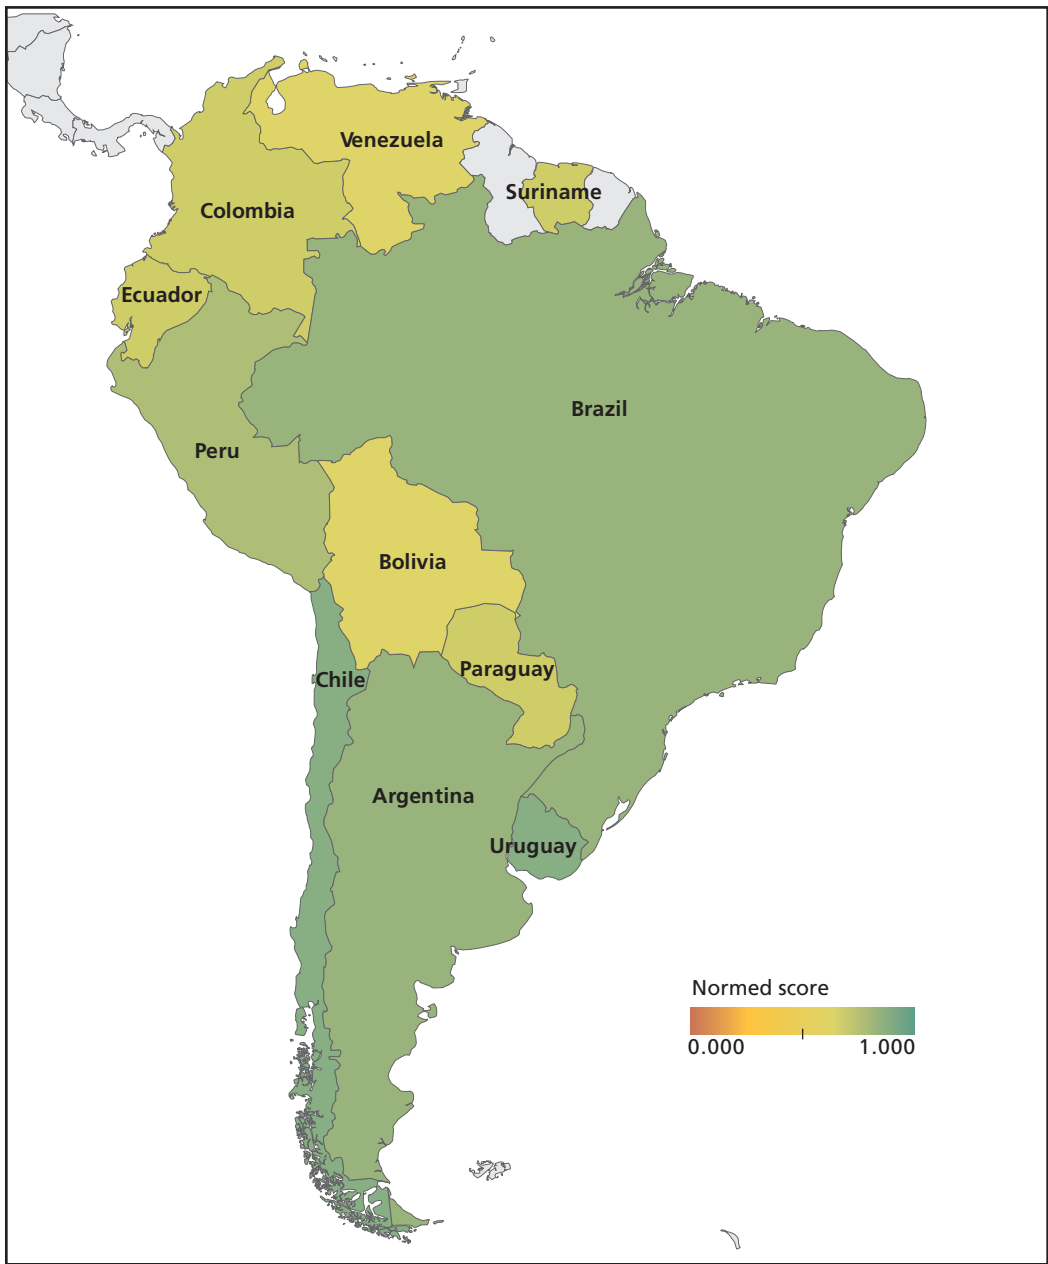 Venezuela
Suriname
Colombia
Ecuador
Brazil
Peru
Bolivia
Paraguay
Chile
Argentina
Uruguay
Normed score
0.000 1.000